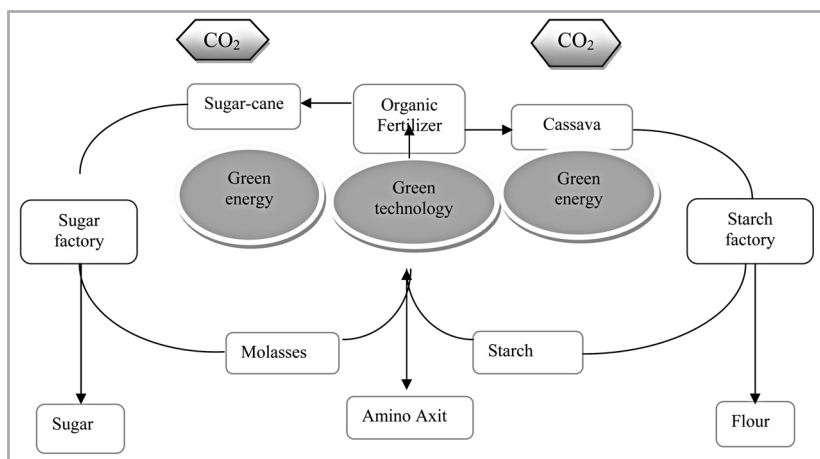 CO₂
CO₂
Sugar-cane
Organic
Fertilizer
Cassava
Green
energy
Green
technology
Green
energy
Sugar
factory
Starch
factory
Molasses
Starch
Sugar
Amino Axit
Flour